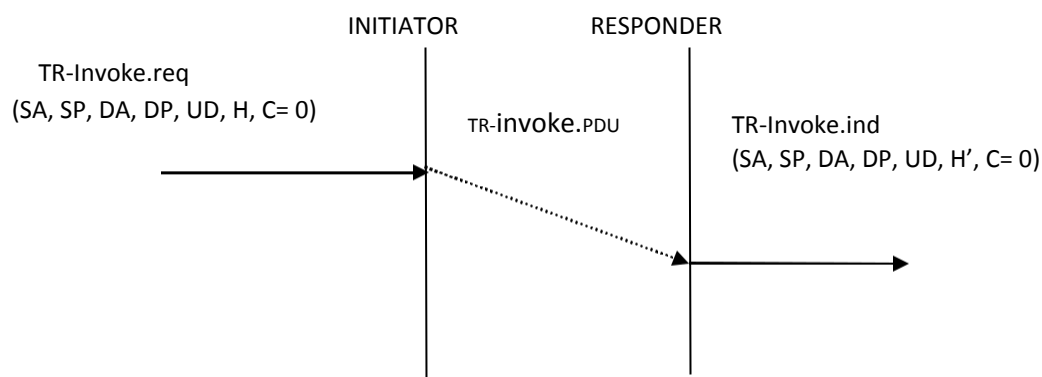 INITIATOR RESPONDER
TR-Invoke.req
(SA, SP, DA, DP, UD, H, C= 0)
TR-invoke.PDU
TR-Invoke.ind
(SA, SP, DA, DP, UD, H’, C= 0)